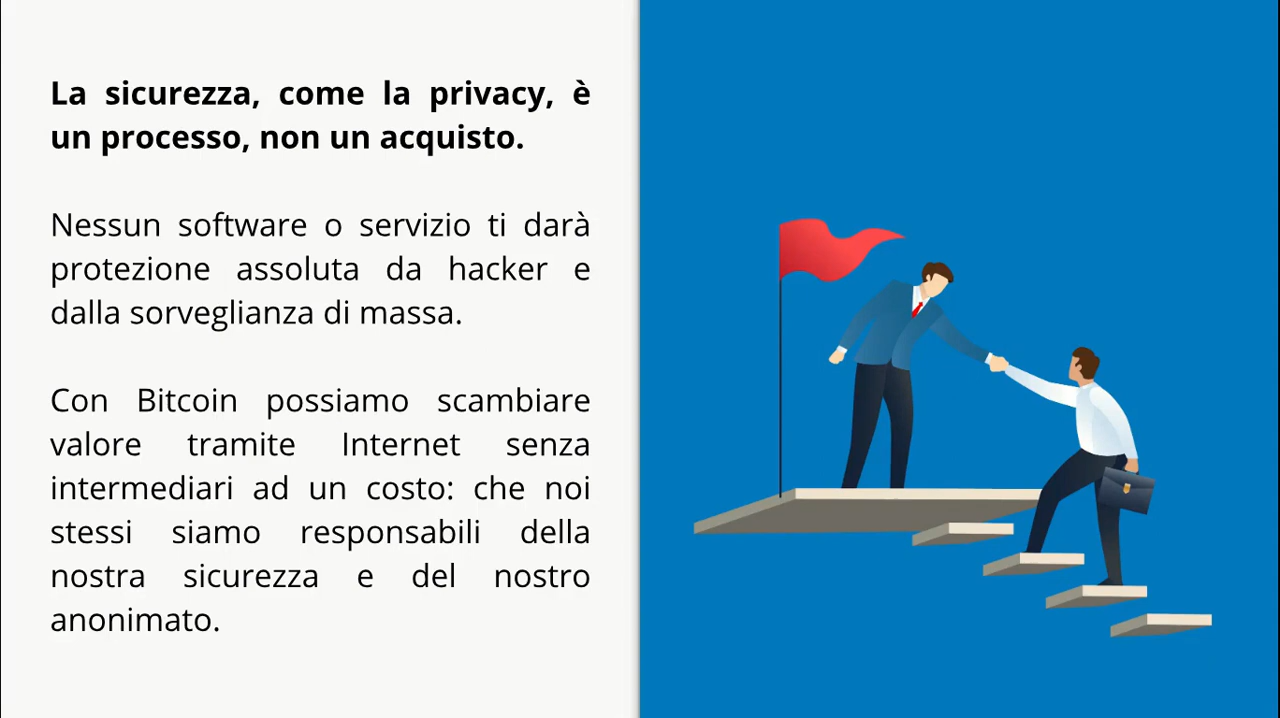 La sicurezza, come la privacy, è
un processo, non un acquisto.
Nessun software o servizio ti darà
protezione assoluta da hacker e
dalla sorveglianza di massa.
Con Bitcoin possiamo scambiare
valore tramite Internet senza
intermediari ad un costo: che noi
stessi siamo responsabili della
nostra sicurezza e del nostro
anonimato.